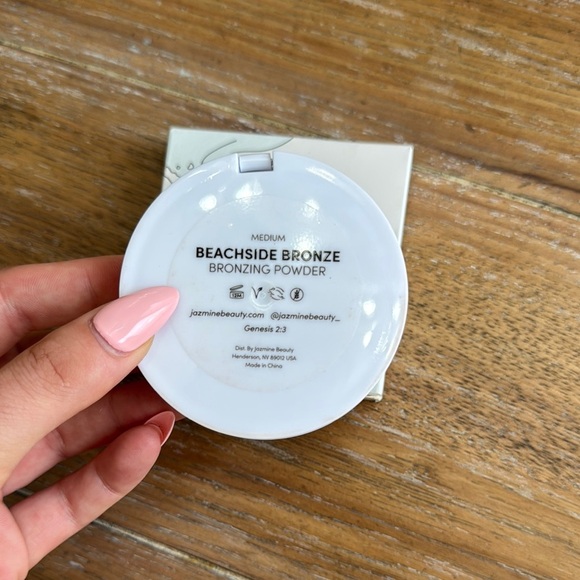 MEDIUM
BEACHSIDE BRONZE
BRONZING POWDER
jazminebeauty.com @jazminebeauty_
Genesis 2:3
Dist. By Jazmine Beauty
Henderson, NV 89012 USA
Made in China